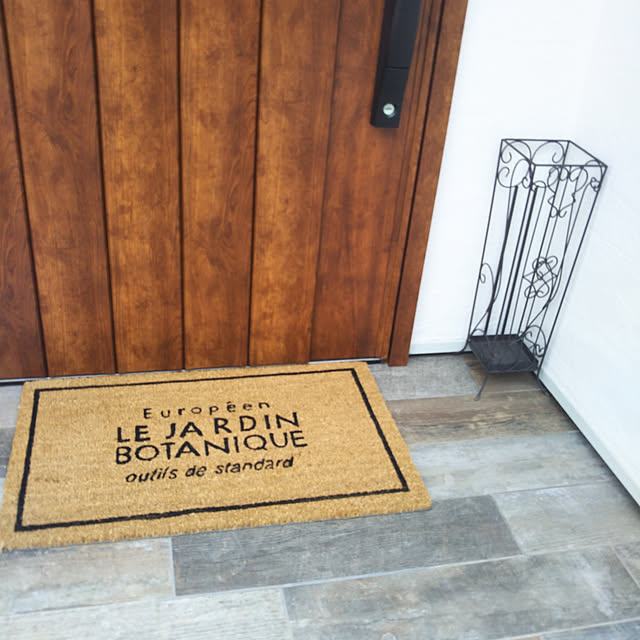 Européen
LE JARDIN
BOTANIQUE
outils de standard